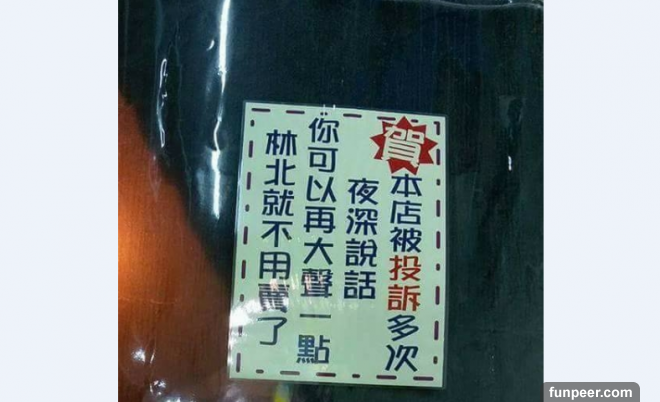 賀
本店被投訴多次
夜深說話
你可以再大聲一點
林北就不用賣了
funpeer.com